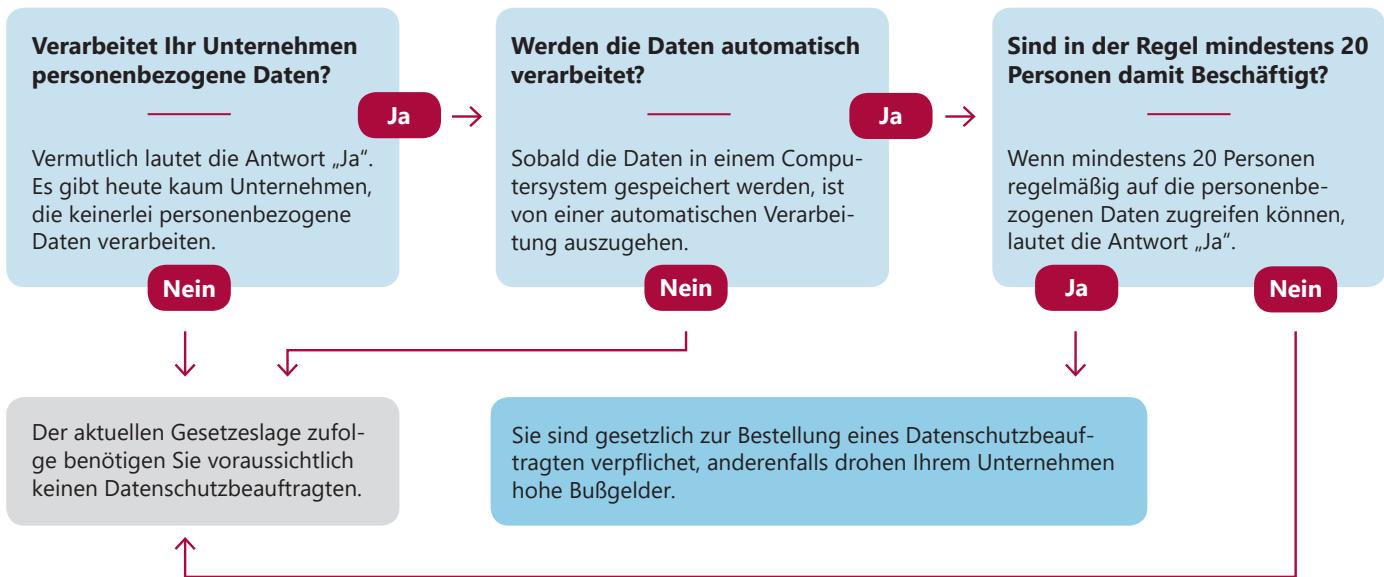 Verarbeitet Ihr Unternehmen
personenbezogene Daten?
Vermutlich lautet die Antwort „Ja“.
Es gibt heute kaum Unternehmen,
die keinerlei personenbezogene
Daten verarbeiten.
Ja
Nein
Werden die Daten automatisch
verarbeitet?
Sobald die Daten in einem Compu-
tersystem gespeichert werden, ist
von einer automatischen Verarbei-
tung auszugehen.
Ja
Nein
Sind in der Regel mindestens 20
Personen damit Beschäftigt?
Wenn mindestens 20 Personen
regelmäßig auf die personenbe-
zogenen Daten zugreifen können,
lautet die Antwort „Ja“.
Ja
Nein
Der aktuellen Gesetzeslage zufol-
ge benötigen Sie voraussichtlich
keinen Datenschutzbeauftragten.
Sie sind gesetzlich zur Bestellung eines Datenschutzbeauf-
tragten verpflichet, anderenfalls drohen Ihrem Unternehmen
hohe Bußgelder.